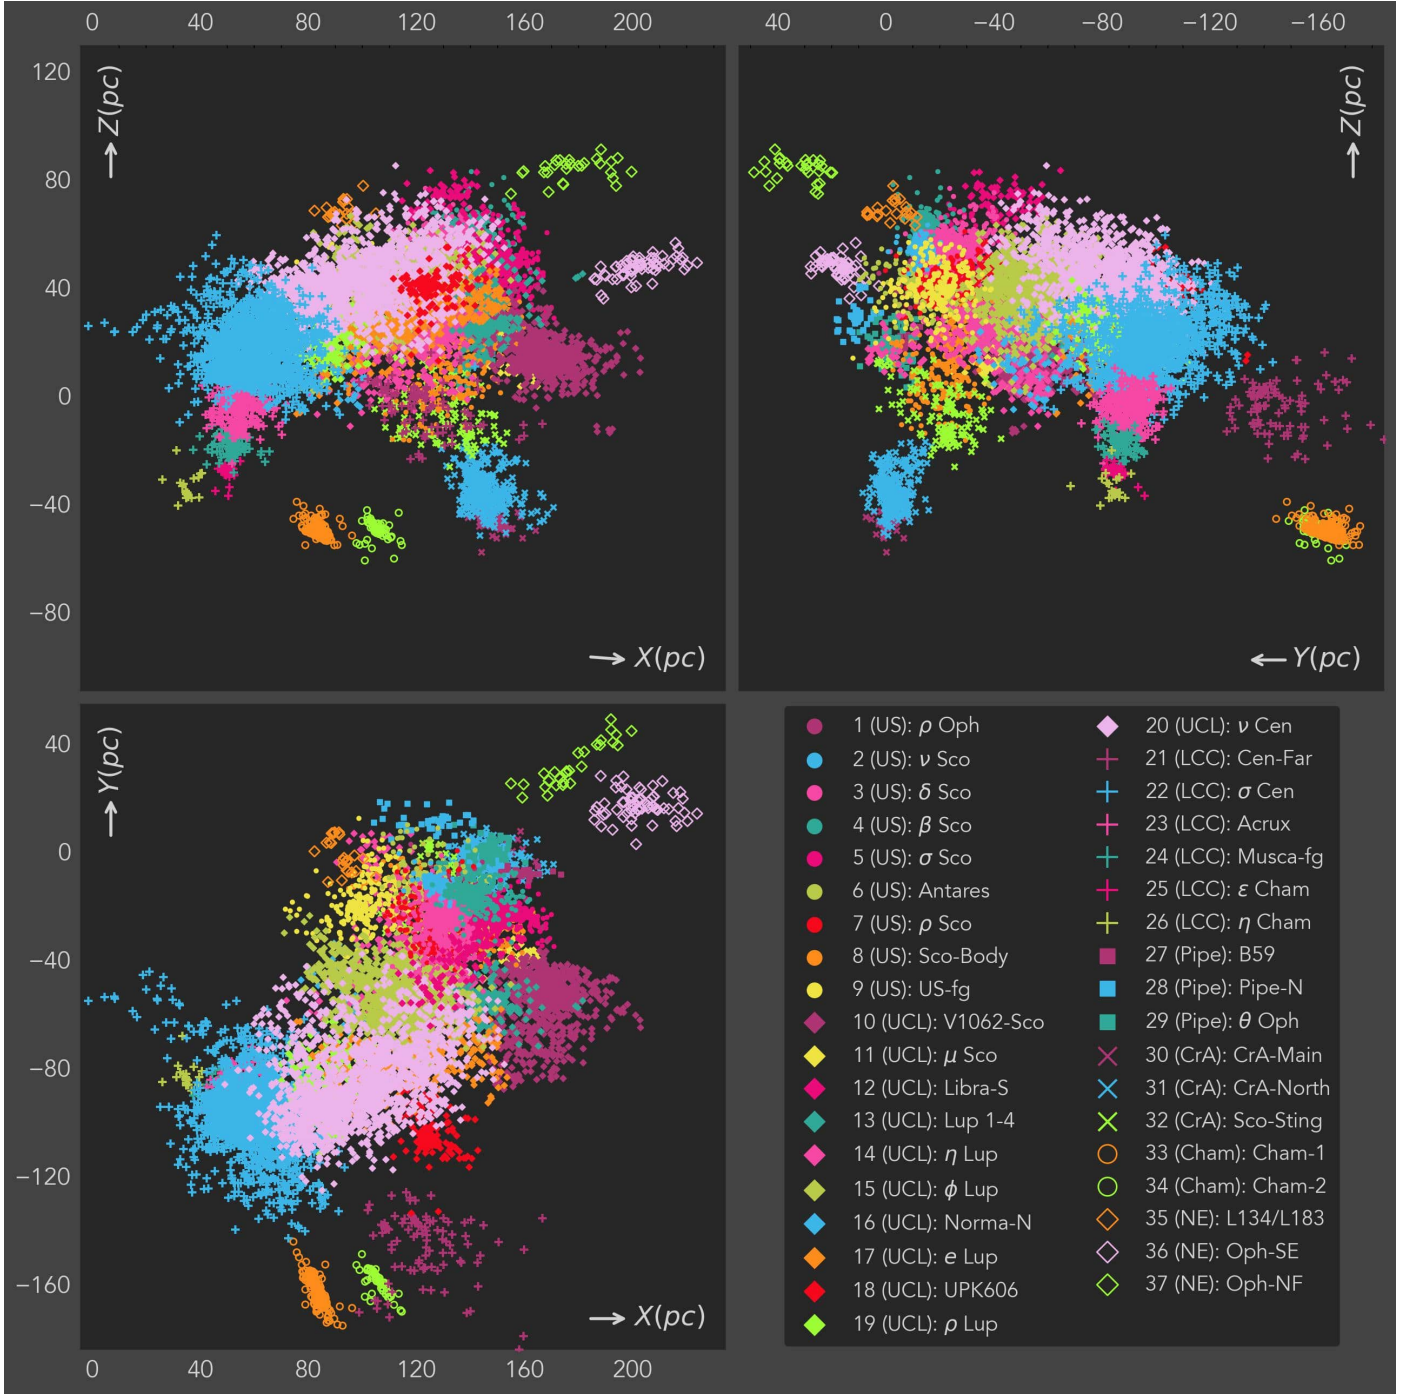 0 40 80 120 160 200 40 0 −40 −80 −120 −160
120
80
40
0
−40
−80
Z(pc)
X(pc)
Z(pc)
Y(pc)
40
0
−40
−80
−120
−160
Y(pc)
X(pc)
0 40 80 120 160 200
1 (US): ρ Oph
2 (US): ν Sco
3 (US): δ Sco
4 (US): β Sco
5 (US): σ Sco
6 (US): Antares
7 (US): ρ Sco
8 (US): Sco-Body
9 (US): US-fg
10 (UCL): V1062-Sco
11 (UCL): μ Sco
12 (UCL): Libra-S
13 (UCL): Lup 1-4
14 (UCL): η Lup
15 (UCL): ϕ Lup
16 (UCL): Norma-N
17 (UCL): e Lup
18 (UCL): UPK606
19 (UCL): ρ Lup
20 (UCL): ν Cen
21 (LCC): Cen-Far
22 (LCC): σ Cen
23 (LCC): Acrux
24 (LCC): Musca-fg
25 (LCC): ε Cham
26 (LCC): η Cham
27 (Pipe): B59
28 (Pipe): Pipe-N
29 (Pipe): θ Oph
30 (CrA): CrA-Main
31 (CrA): CrA-North
32 (CrA): Sco-Sting
33 (Cham): Cham-1
34 (Cham): Cham-2
35 (NE): L134/L183
36 (NE): Oph-SE
37 (NE): Oph-NF